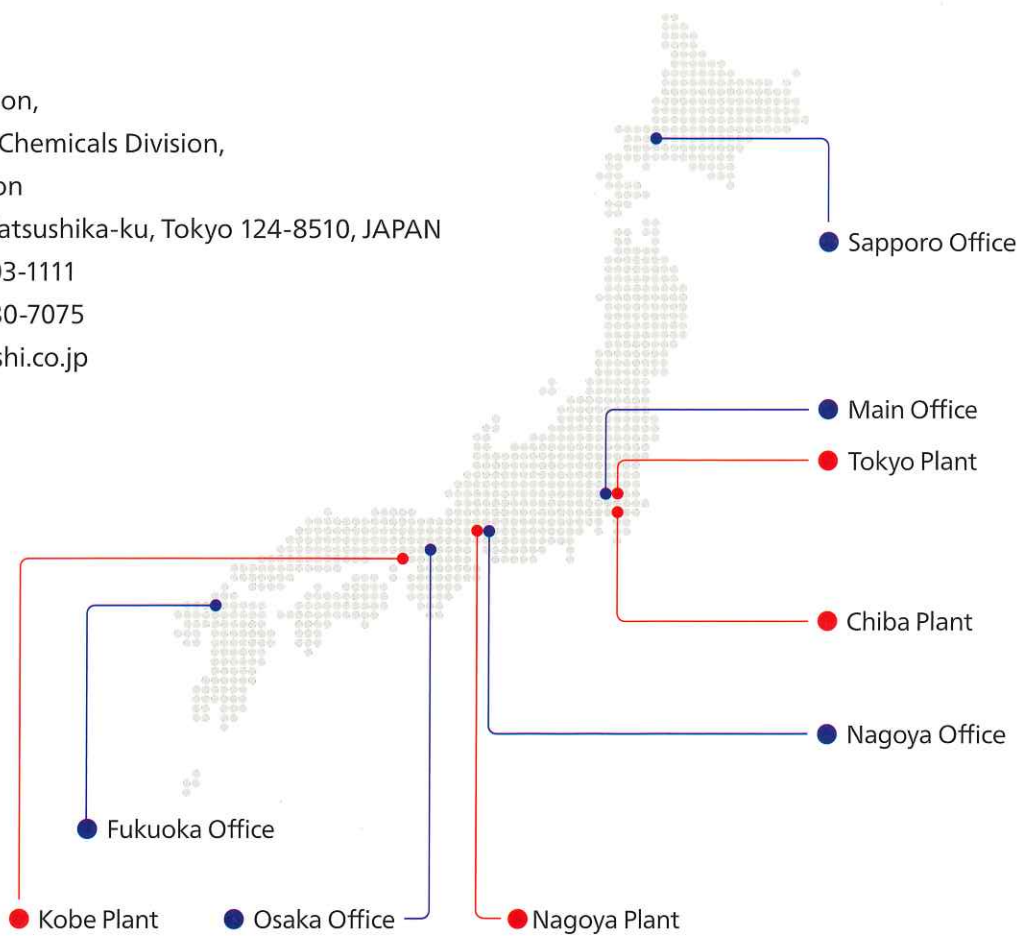 on,
Chemicals Division,
on
atsushika-ku, Tokyo 124-8510, JAPAN
03-1111
30-7075
shi.co.jp
Sapporo Office
Main Office
Tokyo Plant
Chiba Plant
Nagoya Office
Fukuoka Office
Kobe Plant
Osaka Office
Nagoya Plant